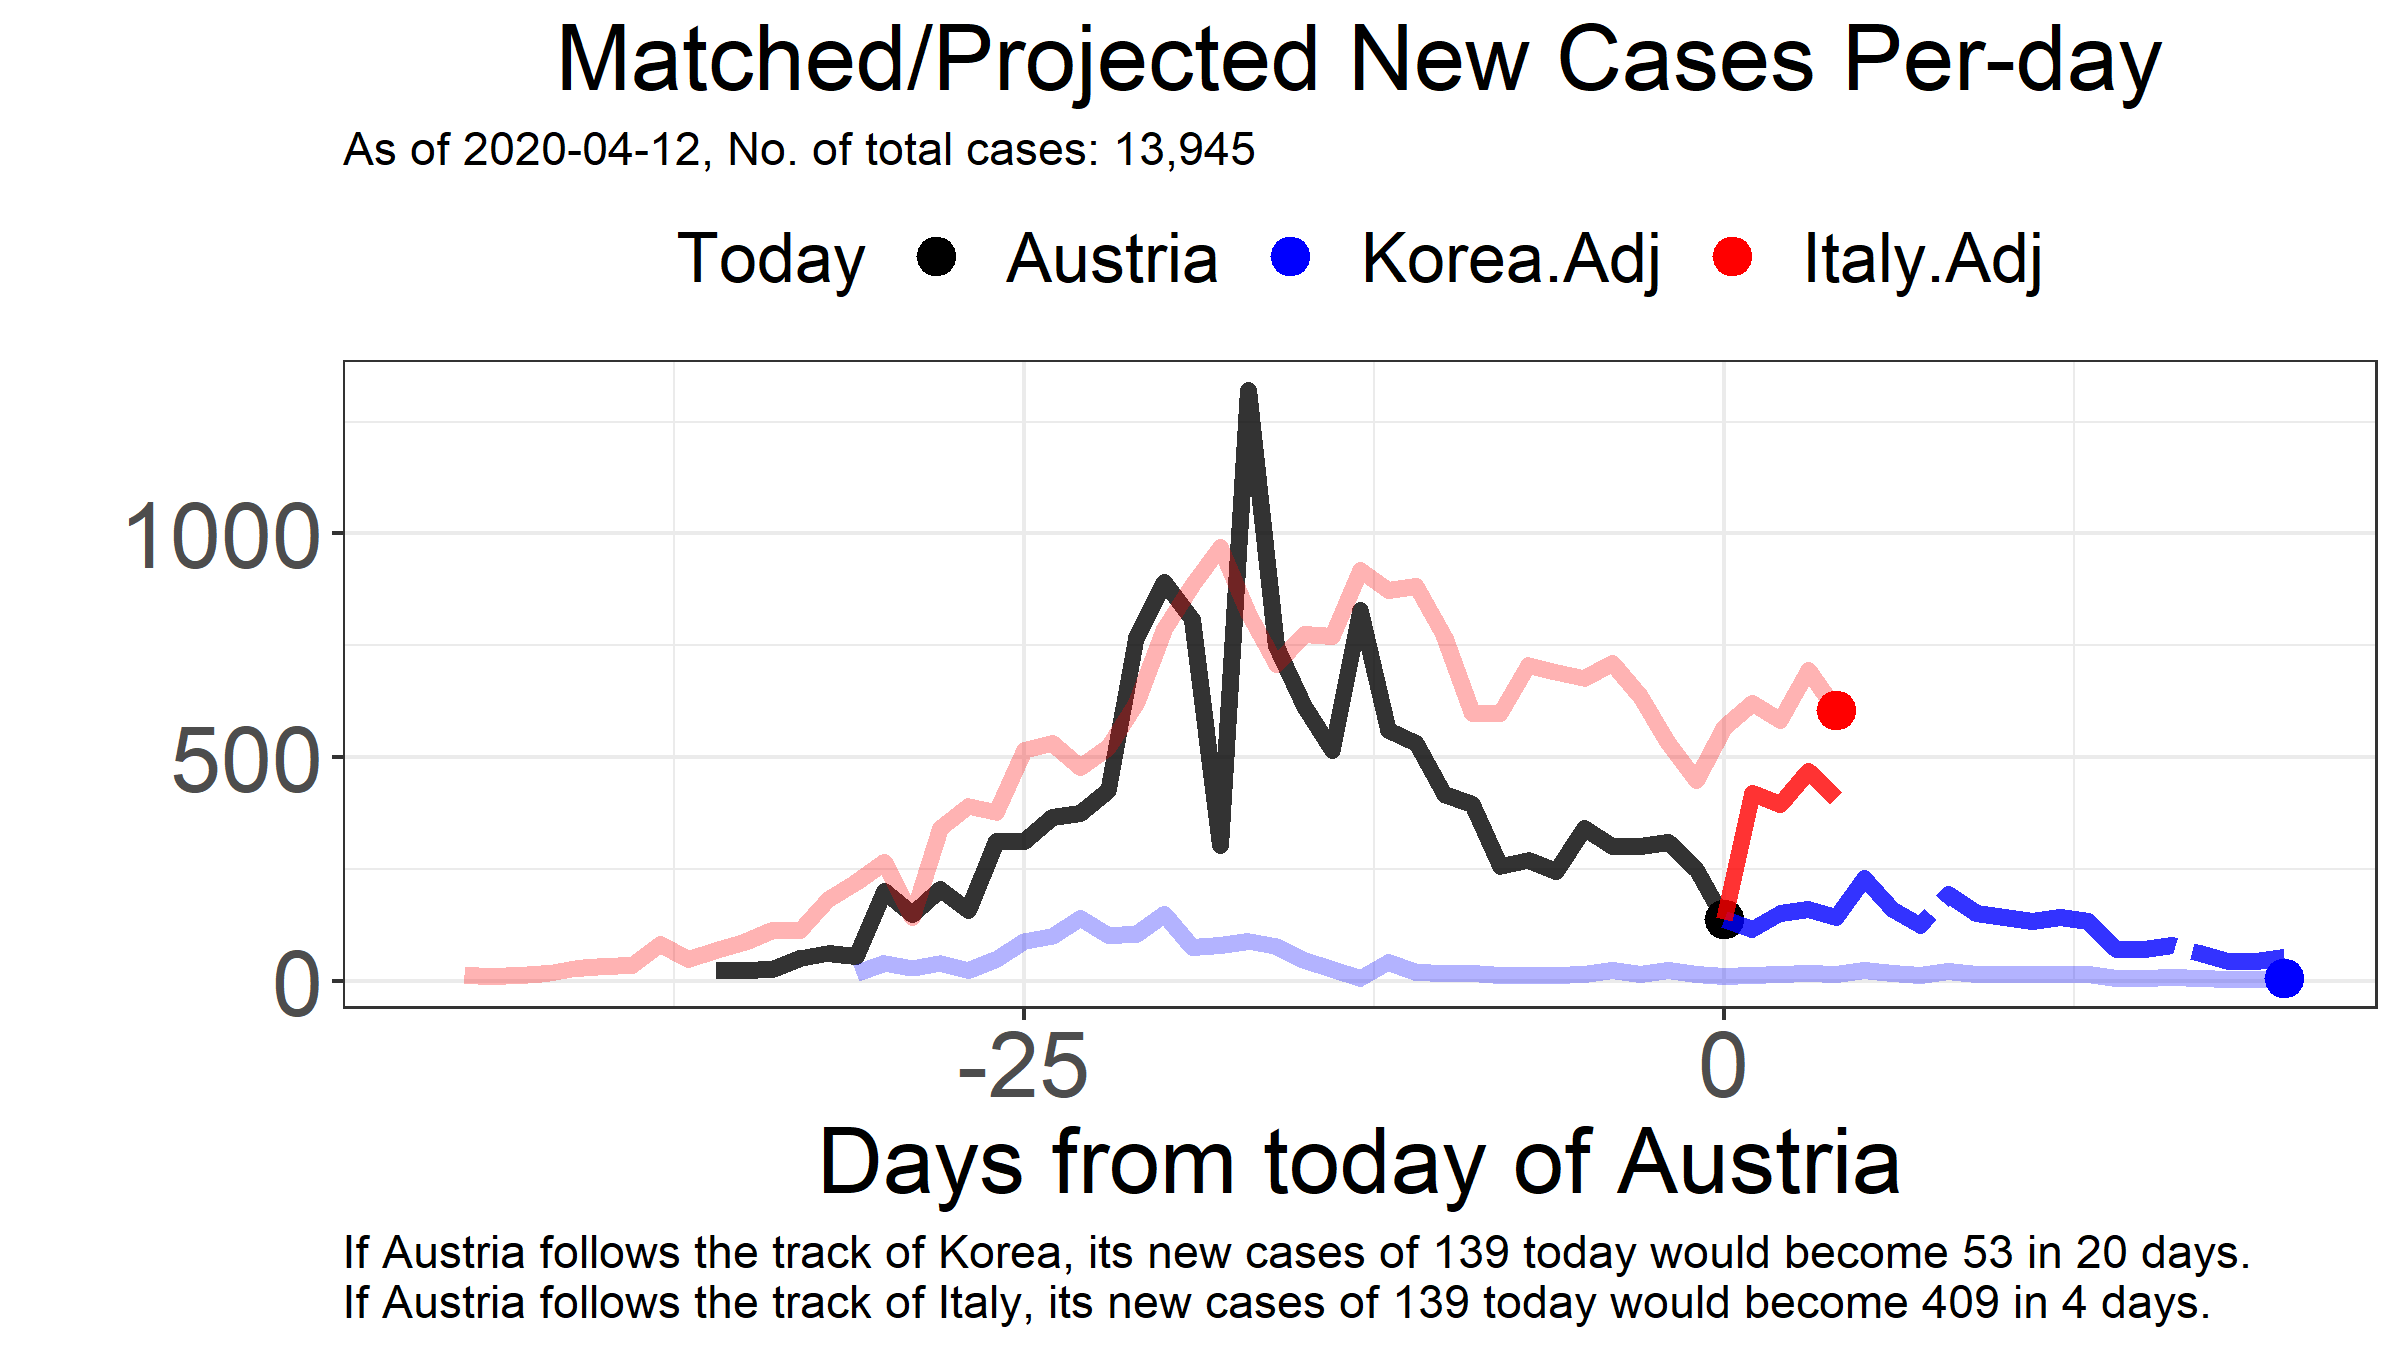 Matched/Projected New Cases Per-day
As of 2020-04-12, No. of total cases: 13,945
Today Austria Korea.Adj Italy.Adj
1000
500
0
-25 0
Days from today of Austria
If Austria follows the track of Korea, its new cases of 139 today would become 53 in 20 days.
If Austria follows the track of Italy, its new cases of 139 today would become 409 in 4 days.